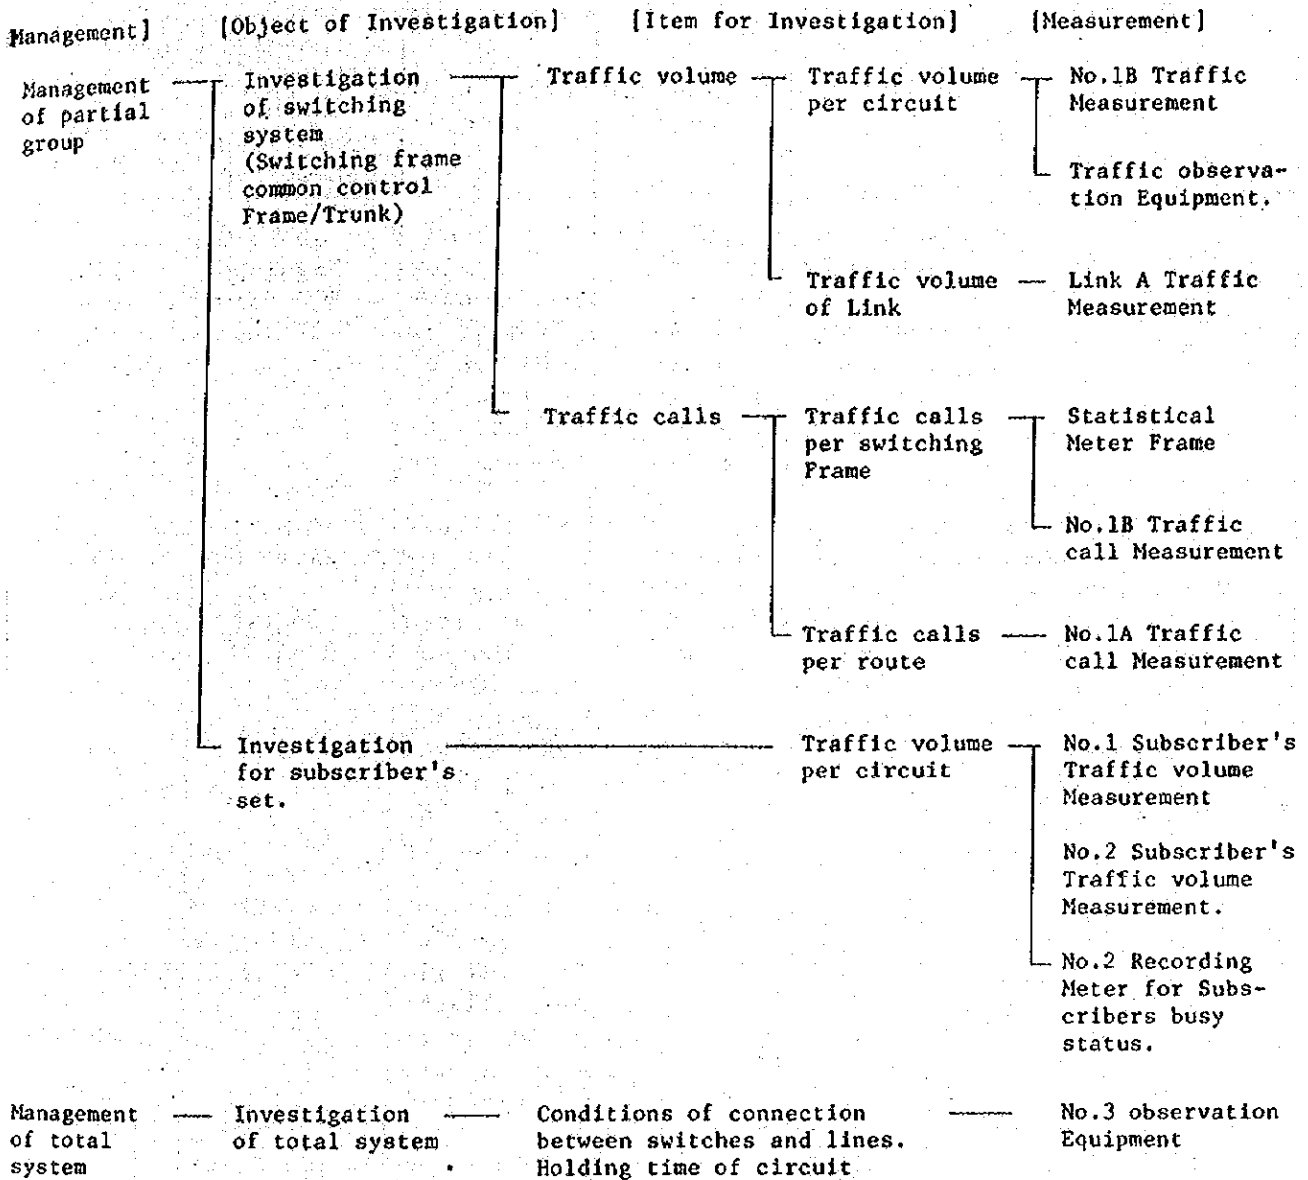 Management] [Object of Investigation] [Item for Investigation] [Measurement]
Management of partial group
Investigation of switching system (Switching frame common control Frame/Trunk)
Traffic volume
Traffic volume per circuit
No.1B Traffic Measurement
Traffic observa-
tion Equipment.
Traffic volume of Link
Link A Traffic Measurement
Traffic calls
Traffic calls per switching Frame
Statistical Meter Frame
No.1B Traffic call Measurement
Traffic calls per route
No.1A Traffic call Measurement
Investigation for subscriber's set.
Traffic volume per circuit
No.1 Subscriber's Traffic volume Measurement
No.2 Subscriber's Traffic volume Measurement.
No.2 Recording Meter for Subs-
cribers busy status.
Management of total system
Investigation of total system
Conditions of connection between switches and lines.
Holding time of circuit
No.3 observation Equipment